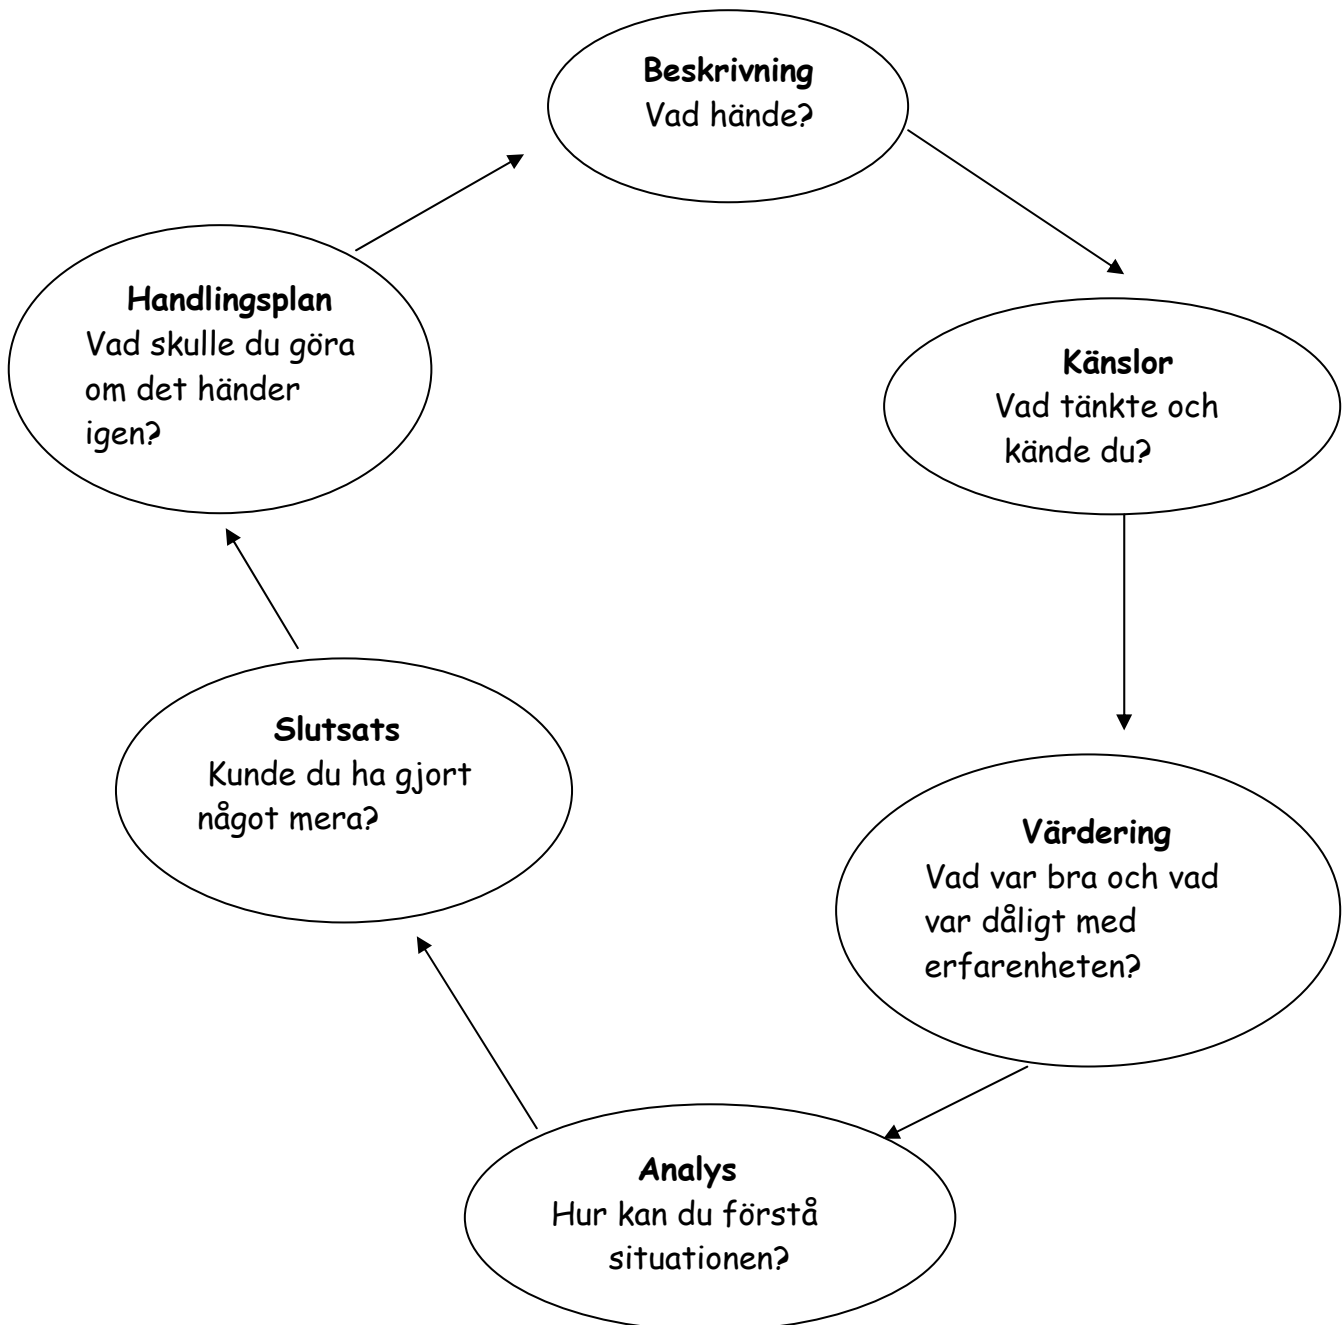 Beskrivning
Vad hände?
Känslor
Vad tänkte och
kände du?
Värdering
Vad var bra och vad
var dåligt med
erfarenheten?
Analys
Hur kan du förstå
situationen?
Slutsats
Kunde du ha gjort
något mera?
Handlingsplan
Vad skulle du göra
om det händer
igen?